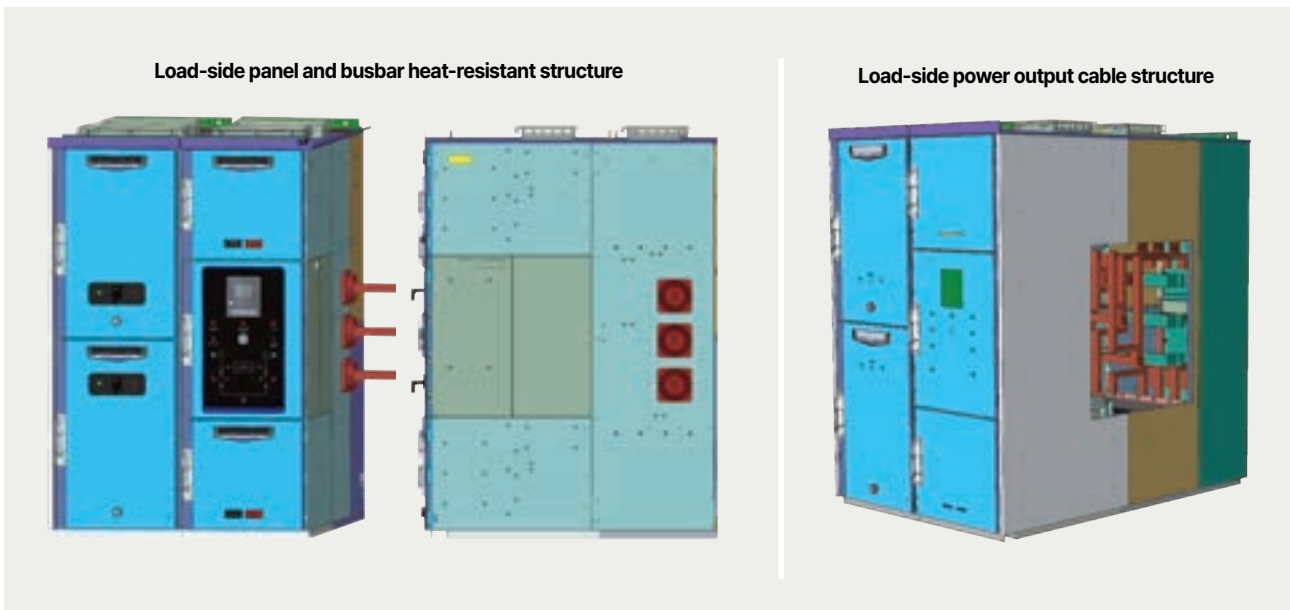 Load-side panel and busbar heat-resistant structure
Load-side power output cable structure